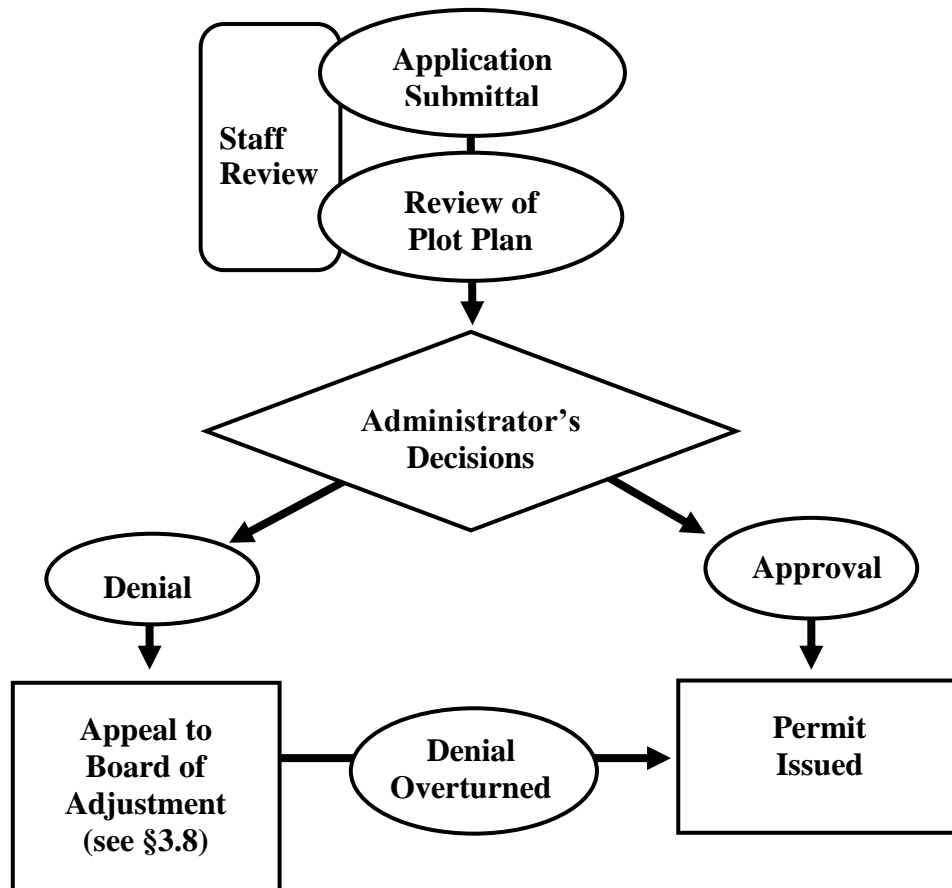 Application
Submittal
Staff
Review
Review of
Plot Plan
Administrator’s
Decisions
Denial
Approval
Appeal to
Board of
Adjustment
(see §3.8)
Denial
Overturned
Permit
Issued